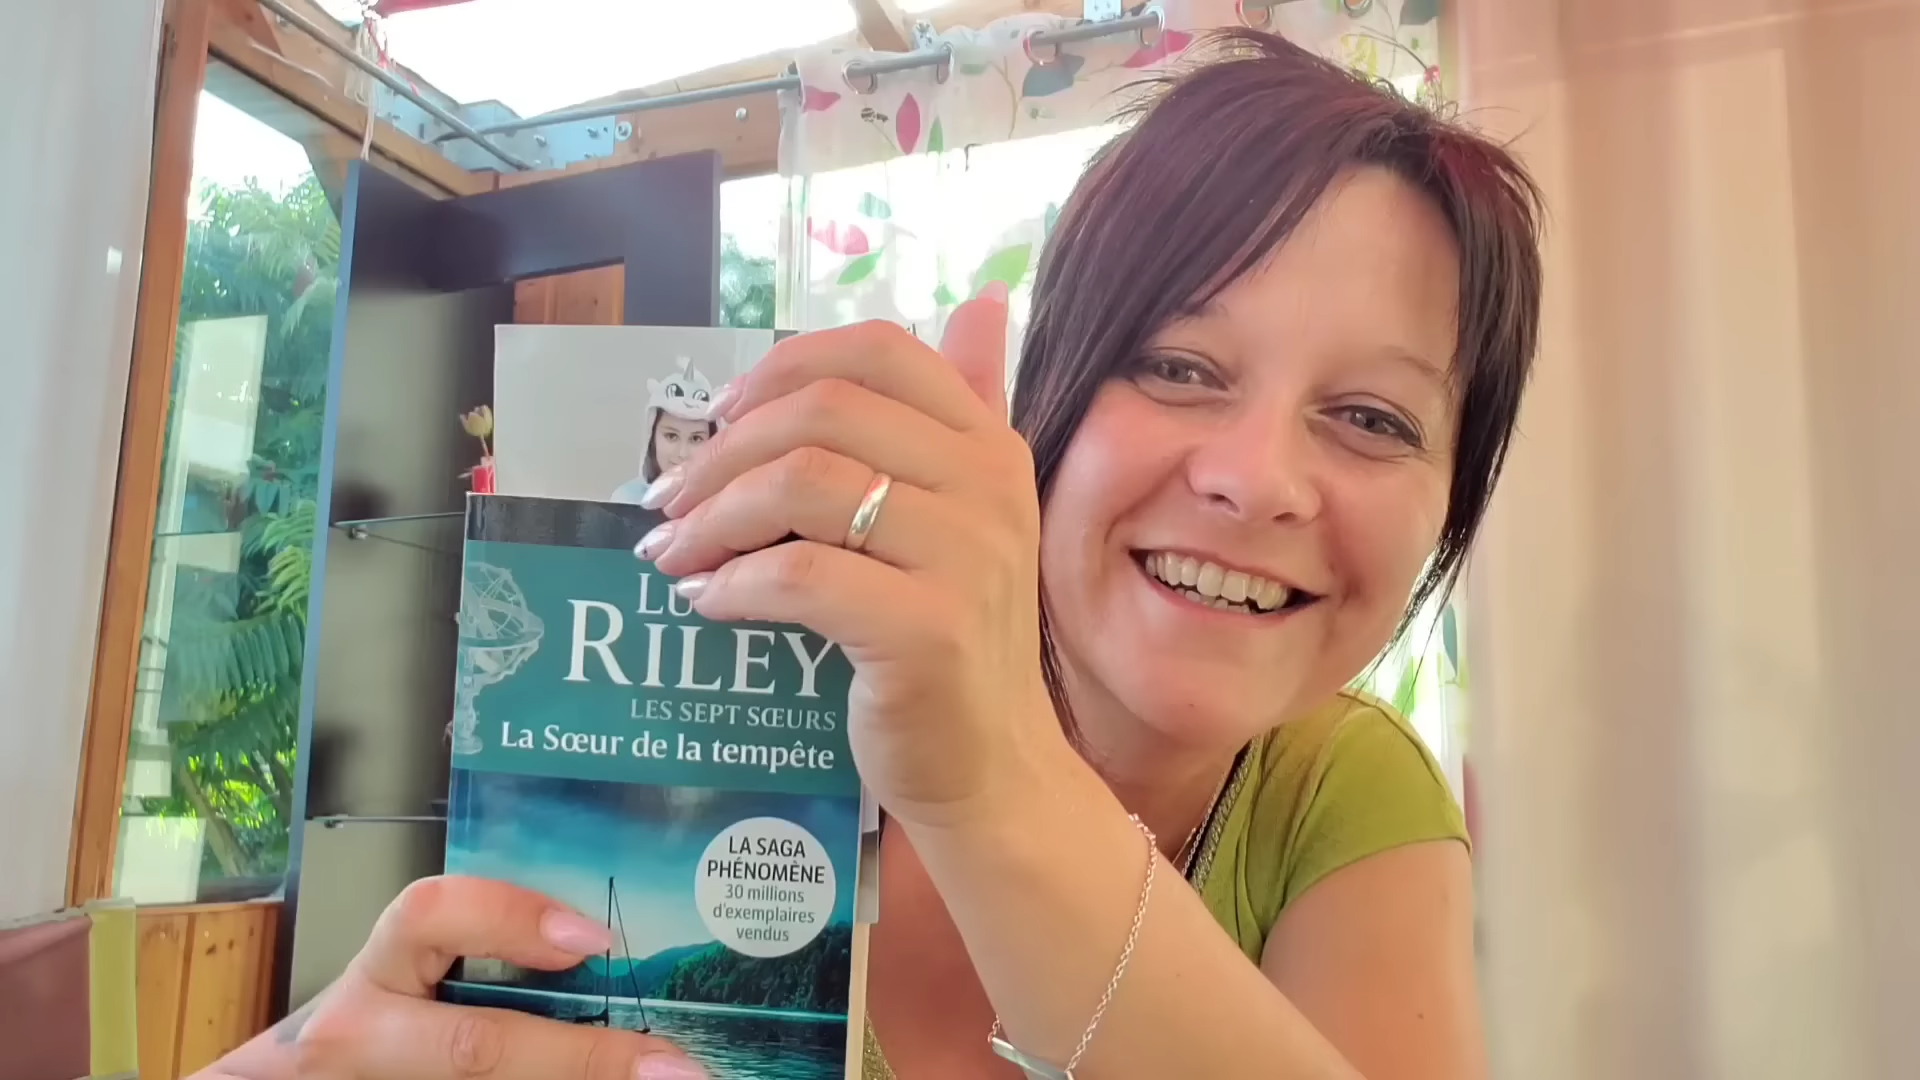 RILEY
LES SEPT SŒURS
La Sœur de la tempête
LA SAGA
PHÉNOMÈNE
30 millions
d'exemplaires
vendus